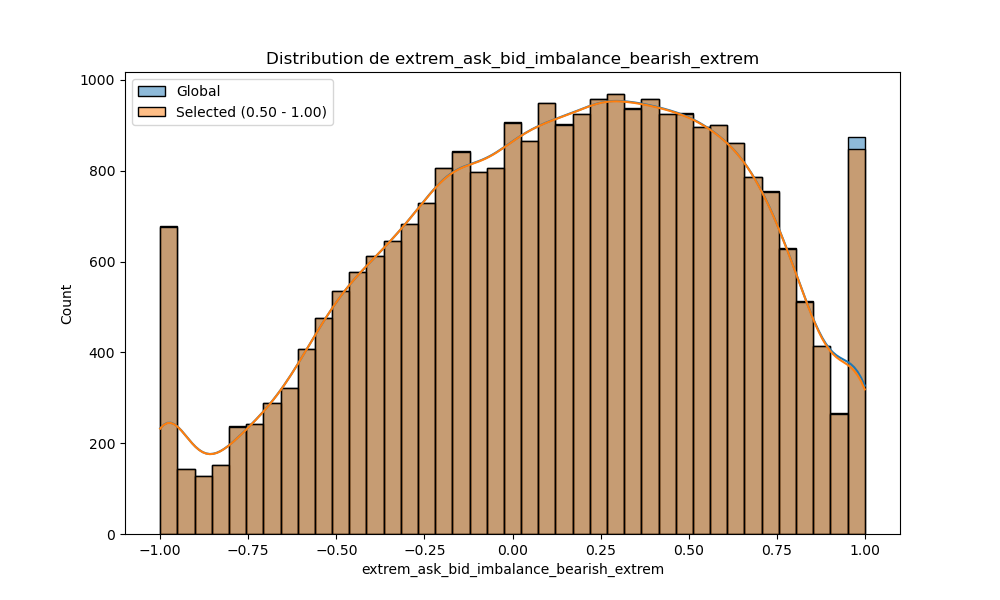 Distribution de extrem_ask_bid_imbalance_bearish_extrem
Global
Selected (0.50 - 1.00)
1000
800
600
400
200
0
Count
−1.00 −0.75 −0.50 −0.25 0.00 0.25 0.50 0.75 1.00
extrem_ask_bid_imbalance_bearish_extrem